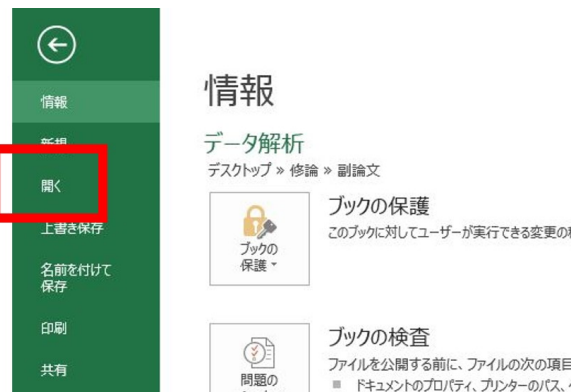 情報
開く
上書き保存
名前を付けて
保存
印刷
共有
情報
データ解析
デスクトップ » 修論 » 副論文
ブックの
保護
ブックの保護
このブックに対してユーザーが実行できる変更の
問題の
ブックの検査
ファイルを公開する前に、ファイルの次の項目
ドキュメントのプロパティ、プリンターのパス、